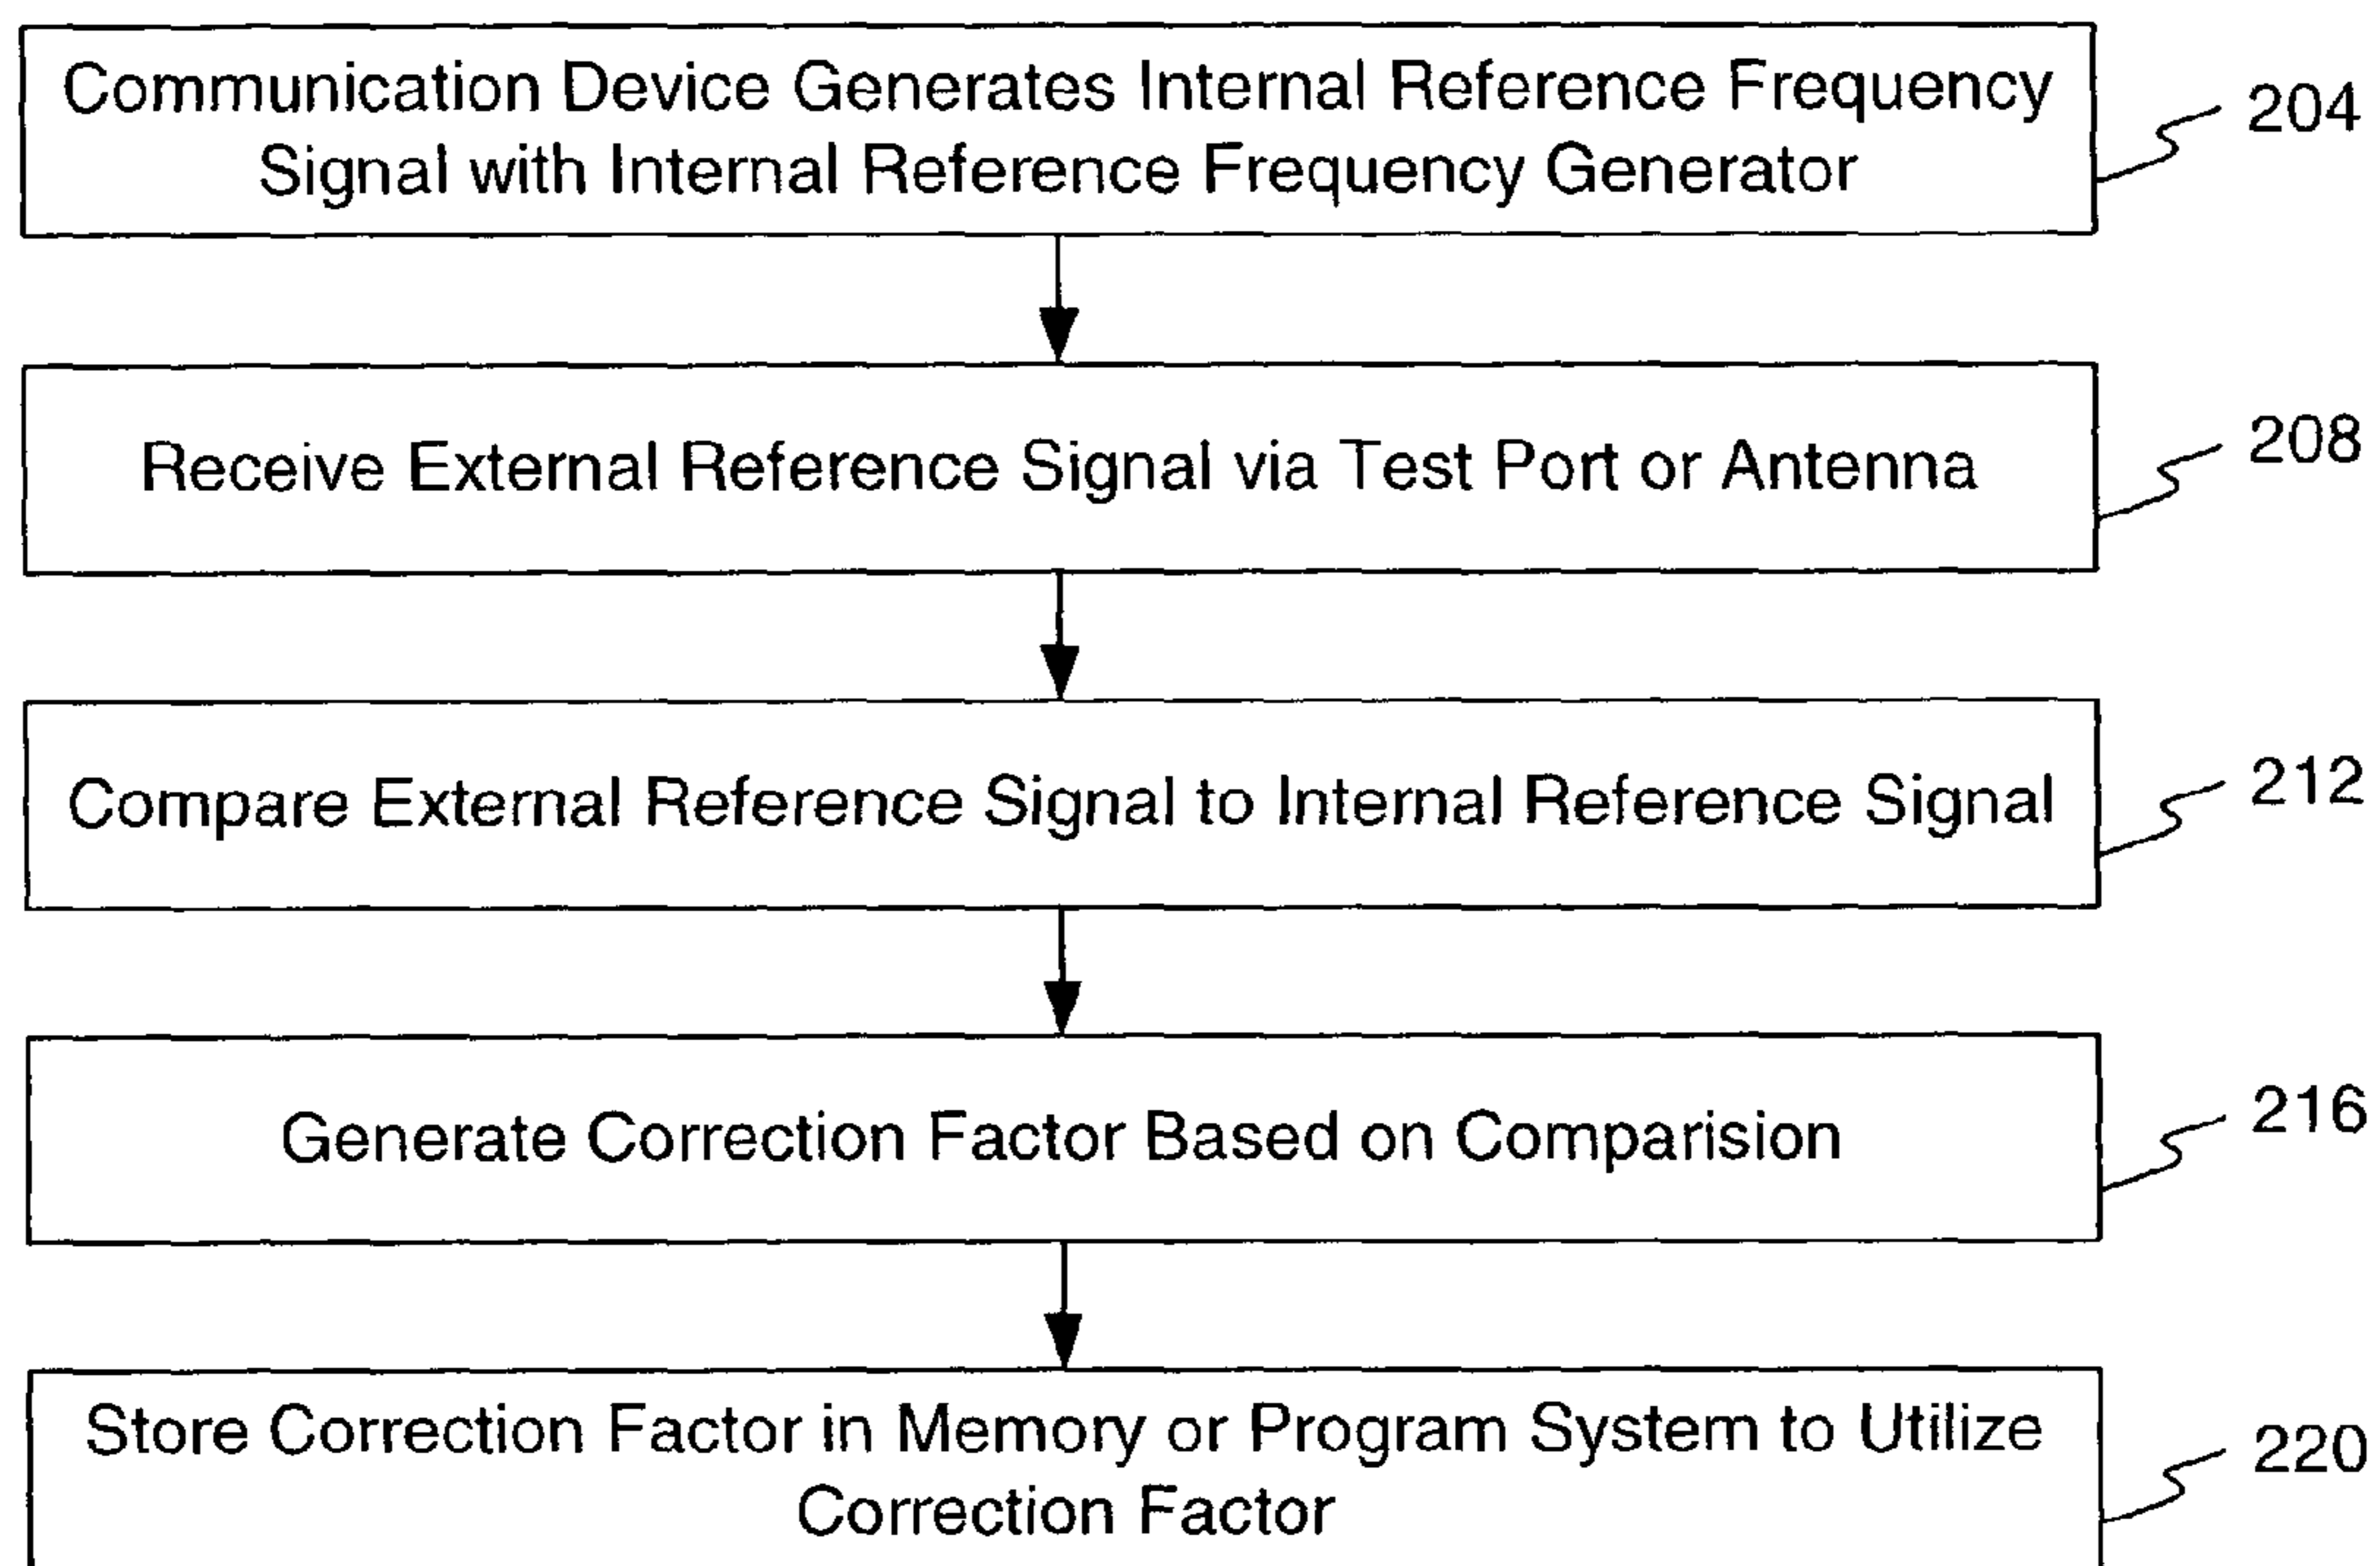 Communication Device Generates Internal Reference Frequency
Signal with Internal Reference Frequency Generator
204
Receive External Reference Signal via Test Port or Antenna
208
Compare External Reference Signal to Internal Reference Signal
212
Generate Correction Factor Based on Comparision
216
Store Correction Factor in Memory or Program System to Utilize
Correction Factor
220